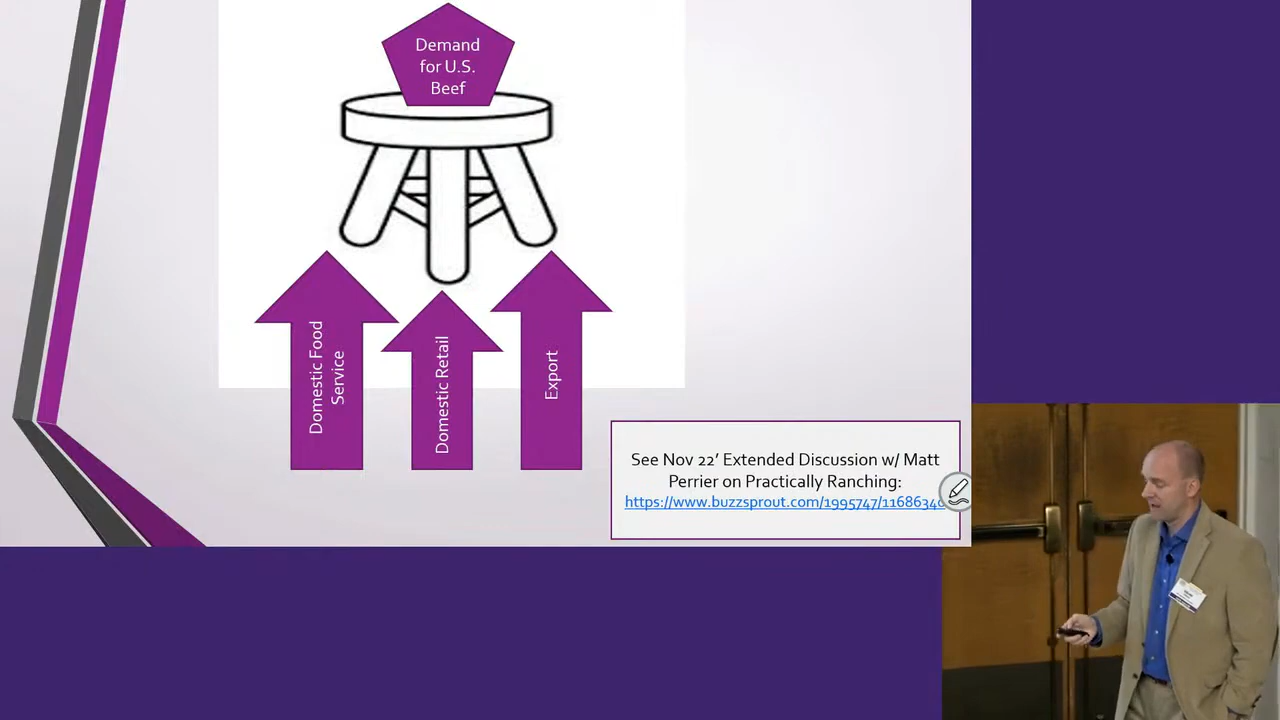 Demand
for U.S.
Beef
Domestic Food
Service
Domestic Retail
Export
See Nov 22’ Extended Discussion w/ Matt
Perrier on Practically Ranching:
https://www.buzzsprout.com/1995747/11686340